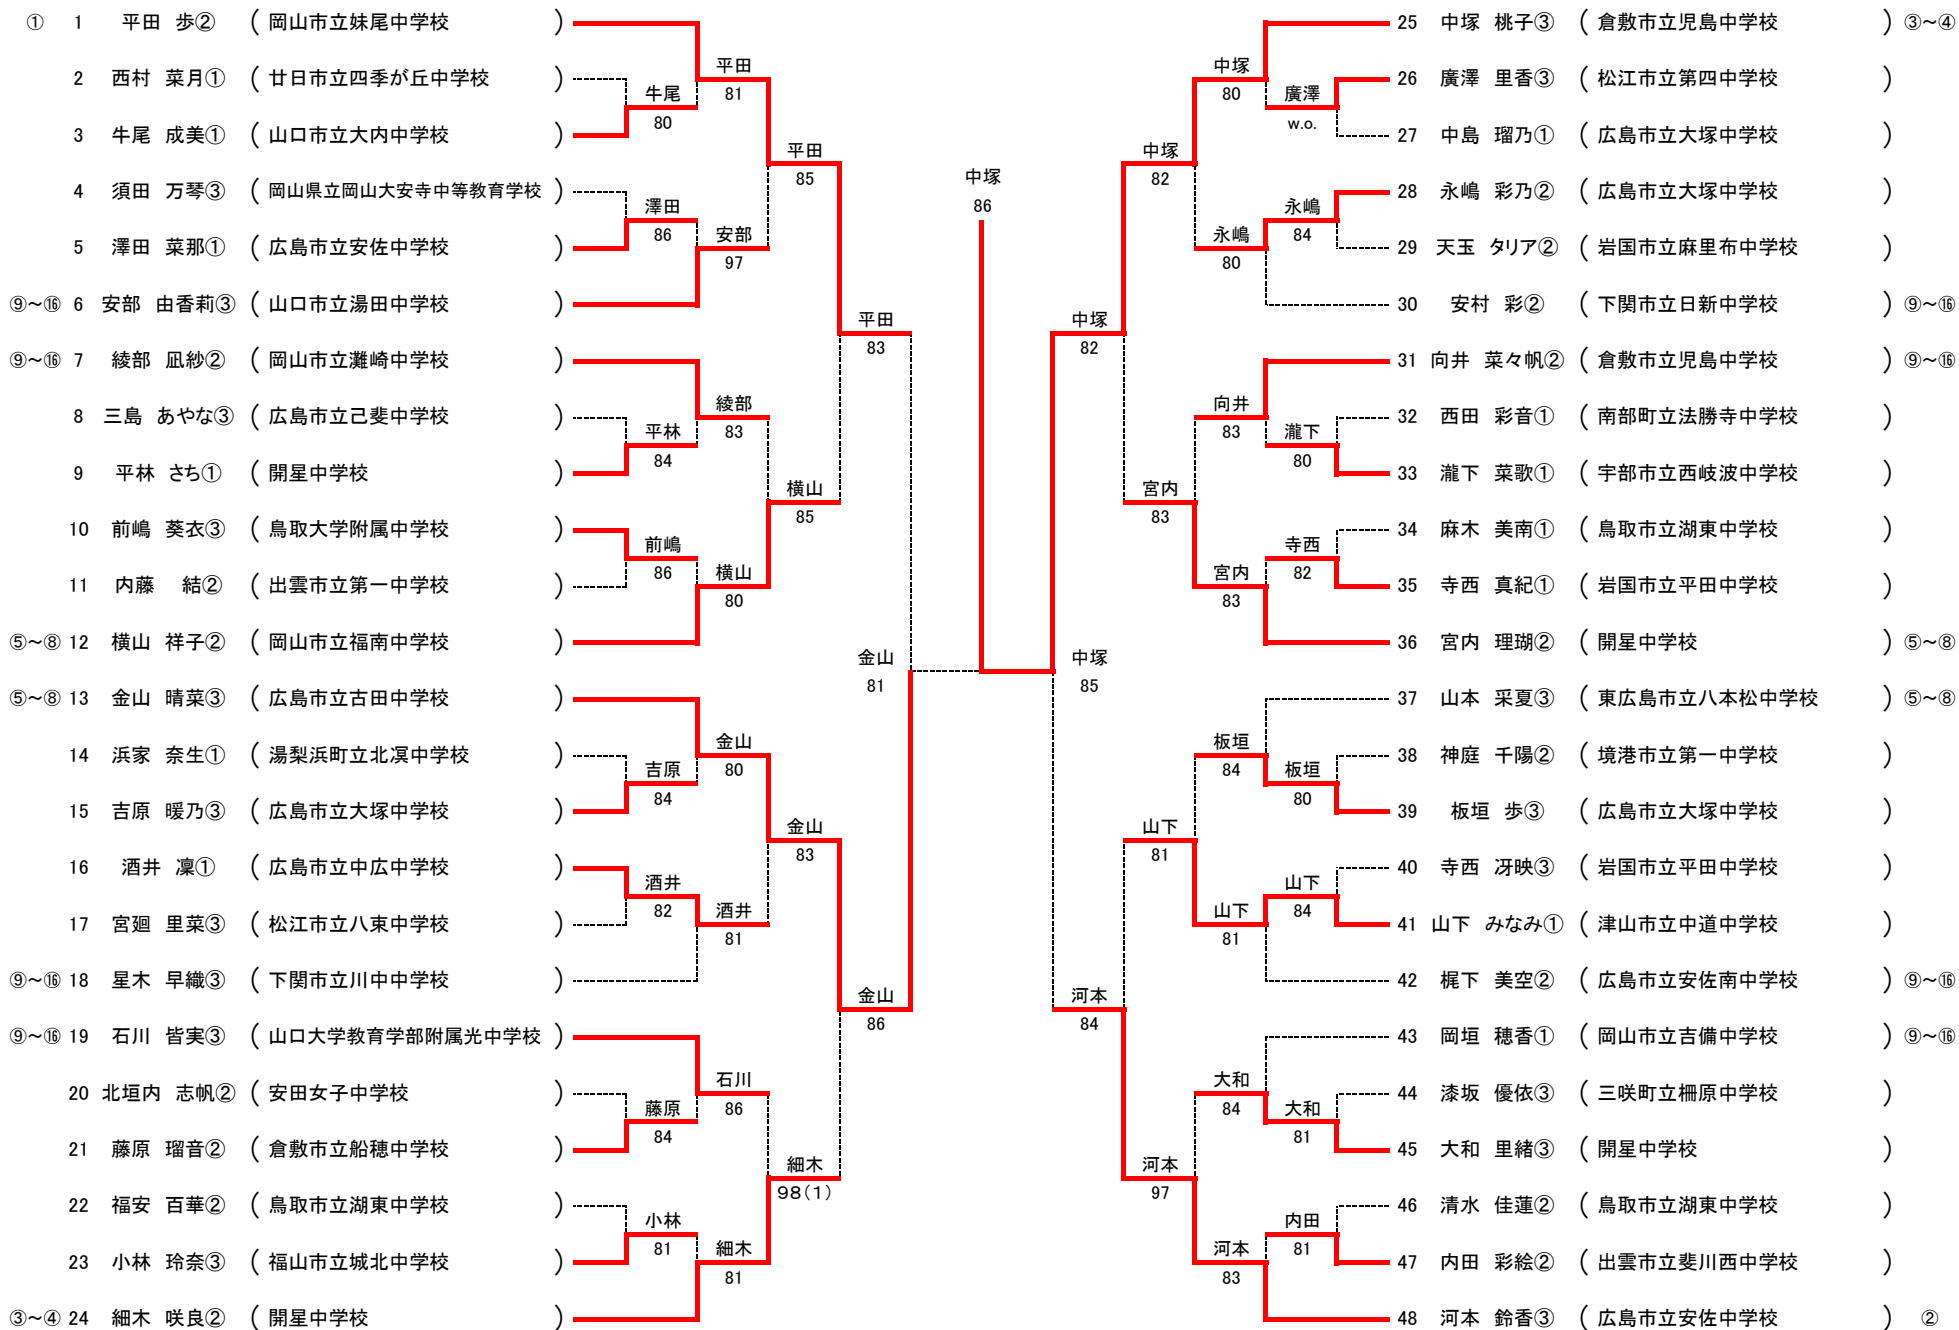 ① 1 平田 歩② ( 岡山市立妹尾中学校 )
2 西村 菜月① ( 廿日市立四季が丘中学校 )
3 牛尾 成美① ( 山口市立大内中学校 )
4 須田 万琴③ ( 岡山県立岡山大安寺中等教育学校 )
5 澤田 菜那① ( 広島市立安佐中学校 )
⑨~⑯ 6 安部 由香莉③ ( 山口市立湯田中学校 )
⑨~⑯ 7 綾部 凪紗② ( 岡山市立灘崎中学校 )
8 三島 あやな③ ( 広島市立己斐中学校 )
9 平林 さち① ( 開星中学校 )
10 前嶋 葵衣③ ( 鳥取大学附属中学校 )
11 内藤 結② ( 出雲市立第一中学校 )
⑤~⑧ 12 横山 祥子② ( 岡山市立福南中学校 )
⑤~⑧ 13 金山 晴菜③ ( 広島市立古田中学校 )
14 浜家 奈生① ( 湯梨浜町立北溟中学校 )
15 吉原 暖乃③ ( 広島市立大塚中学校 )
16 酒井 凜① ( 広島市立中広中学校 )
17 宮廻 里菜③ ( 松江市立八束中学校 )
⑨~⑯ 18 星木 早織③ ( 下関市立川中中学校 )
⑨~⑯ 19 石川 皆実③ ( 山口大学教育学部附属光中学校 )
20 北垣内 志帆② ( 安田女子中学校 )
21 藤原 瑠音② ( 倉敷市立船穂中学校 )
22 福安 百華② ( 鳥取市立湖東中学校 )
23 小林 玲奈③ ( 福山市立城北中学校 )
③~④ 24 細木 咲良② ( 開星中学校 )
牛尾
80
澤田
86
平林
84
前嶋
86
吉原
84
酒井
82
藤原
84
小林
81
平田
81
安部
97
綾部
83
横山
80
金山
80
酒井
81
石川
86
細木
81
平田
85
横山
85
金山
83
細木
98(1)
平田
83
金山
86
金山
81
中塚
86
中塚
85
中塚
82
河本
84
中塚
82
宮内
83
山下
81
河本
97
中塚
80
永嶋
80
向井
83
宮内
83
板垣
84
山下
81
大和
84
河本
83
廣澤
w.o.
永嶋
84
瀧下
80
寺西
82
板垣
80
山下
84
大和
81
内田
81
25 中塚 桃子③ ( 倉敷市立児島中学校 ) ③~④
26 廣澤 里香③ ( 松江市立第四中学校 )
27 中島 瑠乃① ( 広島市立大塚中学校 )
28 永嶋 彩乃② ( 広島市立大塚中学校 )
29 天玉 タリア② ( 岩国市立麻里布中学校 )
30 安村 彩② ( 下関市立日新中学校 ) ⑨~⑯
31 向井 菜々帆② ( 倉敷市立児島中学校 ) ⑨~⑯
32 西田 彩音① ( 南部町立法勝寺中学校 )
33 瀧下 菜歌① ( 宇部市立西岐波中学校 )
34 麻木 美南① ( 鳥取市立湖東中学校 )
35 寺西 真紀① ( 岩国市立平田中学校 )
36 宮内 理瑚② ( 開星中学校 ) ⑤~⑧
37 山本 采夏③ ( 東広島市立八本松中学校 ) ⑤~⑧
38 神庭 千陽② ( 境港市立第一中学校 )
39 板垣 歩③ ( 広島市立大塚中学校 )
40 寺西 冴映③ ( 岩国市立平田中学校 )
41 山下 みなみ① ( 津山市立中道中学校 )
42 梶下 美空② ( 広島市立安佐南中学校 ) ⑨~⑯
43 岡垣 穂香① ( 岡山市立吉備中学校 ) ⑨~⑯
44 漆坂 優依③ ( 三咲町立柵原中学校 )
45 大和 里緒③ ( 開星中学校 )
46 清水 佳蓮② ( 鳥取市立湖東中学校 )
47 内田 彩絵② ( 出雲市立斐川西中学校 )
48 河本 鈴香③ ( 広島市立安佐中学校 ) ②